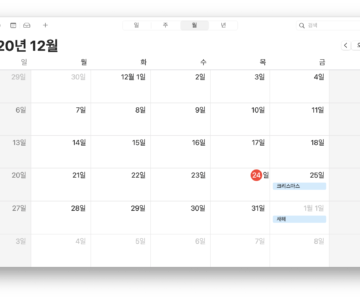 일 주 월 년 검색
20년 12월
일 월 화 수 목 금
29일 30일 12월 1일 2일 3일 4일
6일 7일 8일 9일 10일 11일
13일 14일 15일 16일 17일 18일
20일 21일 22일 23일 24일 25일
크리스마스
27일 28일 29일 30일 31일 1월 1일
새해
3일 4일 5일 6일 7일 8일